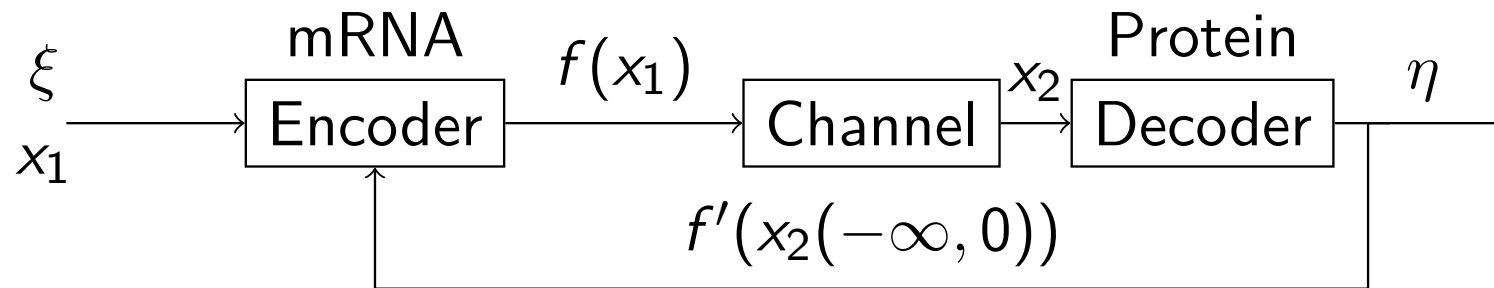 mRNA
Protein
ξ
f(x₁)
x₂
η
Encoder
Channel
Decoder
x₁
f′(x₂(−∞, 0))